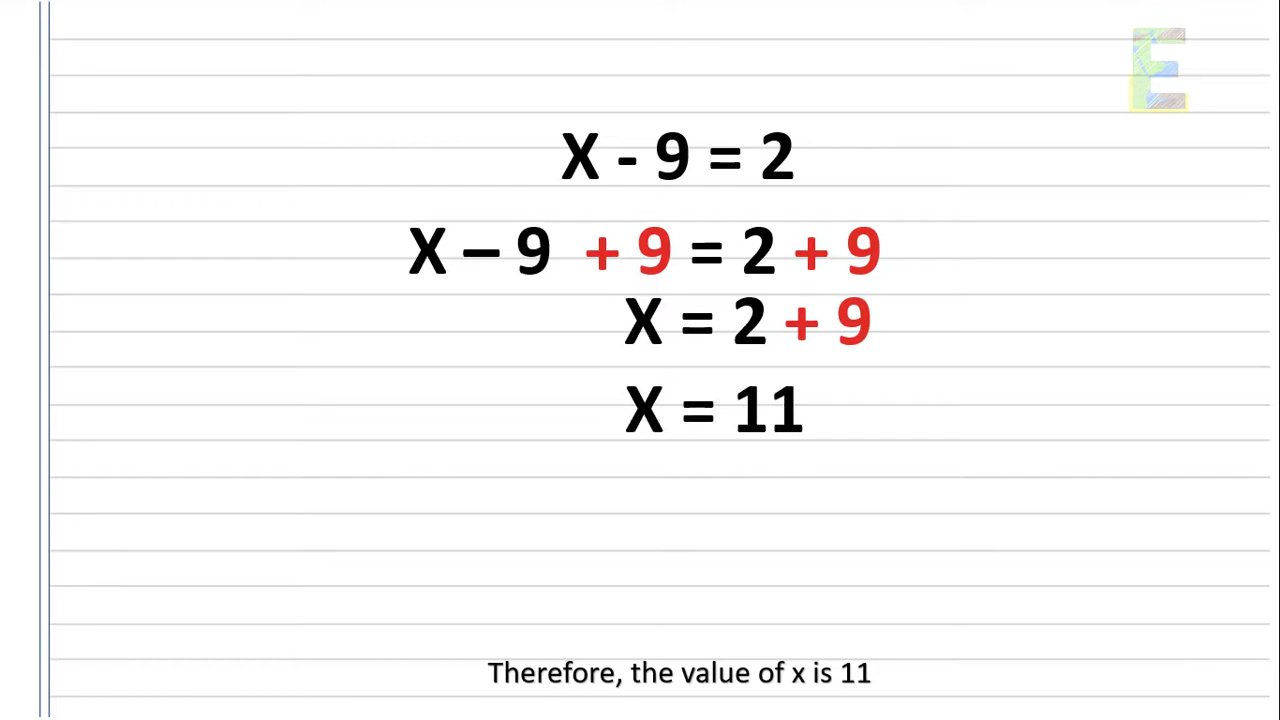 E
X - 9 = 2
X – 9 + 9 = 2 + 9
X = 2 + 9
X = 11
Therefore, the value of x is 11